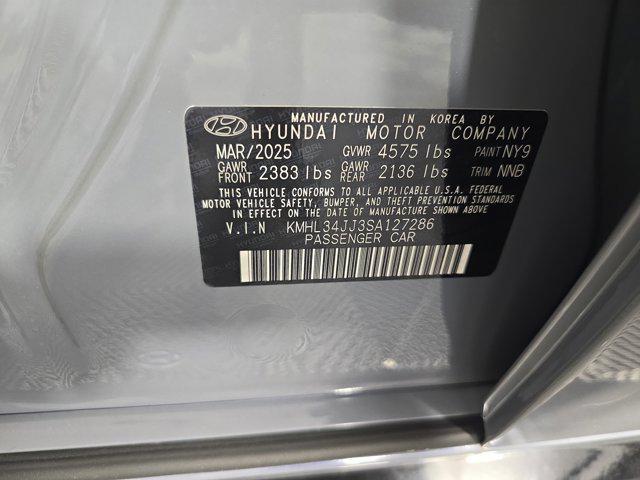 MANUFACTURED IN KOREA BY
HYUNDAI MOTOR COMPANY
MAR/2025 GVWR 4575 lbs PAINT NY9
GAWR FRONT 2383 lbs GAWR REAR 2136 lbs TRIM NNB
THIS VEHICLE CONFORMS TO ALL APPLICABLE U.S.A. FEDERAL
MOTOR VEHICLE SAFETY, BUMPER, AND THEFT PREVENTION STANDARDS
IN EFFECT ON THE DATE OF MANUFACTURE SHOWN ABOVE
V.I.N KMHL34JJ3SA127286
PASSENGER CAR